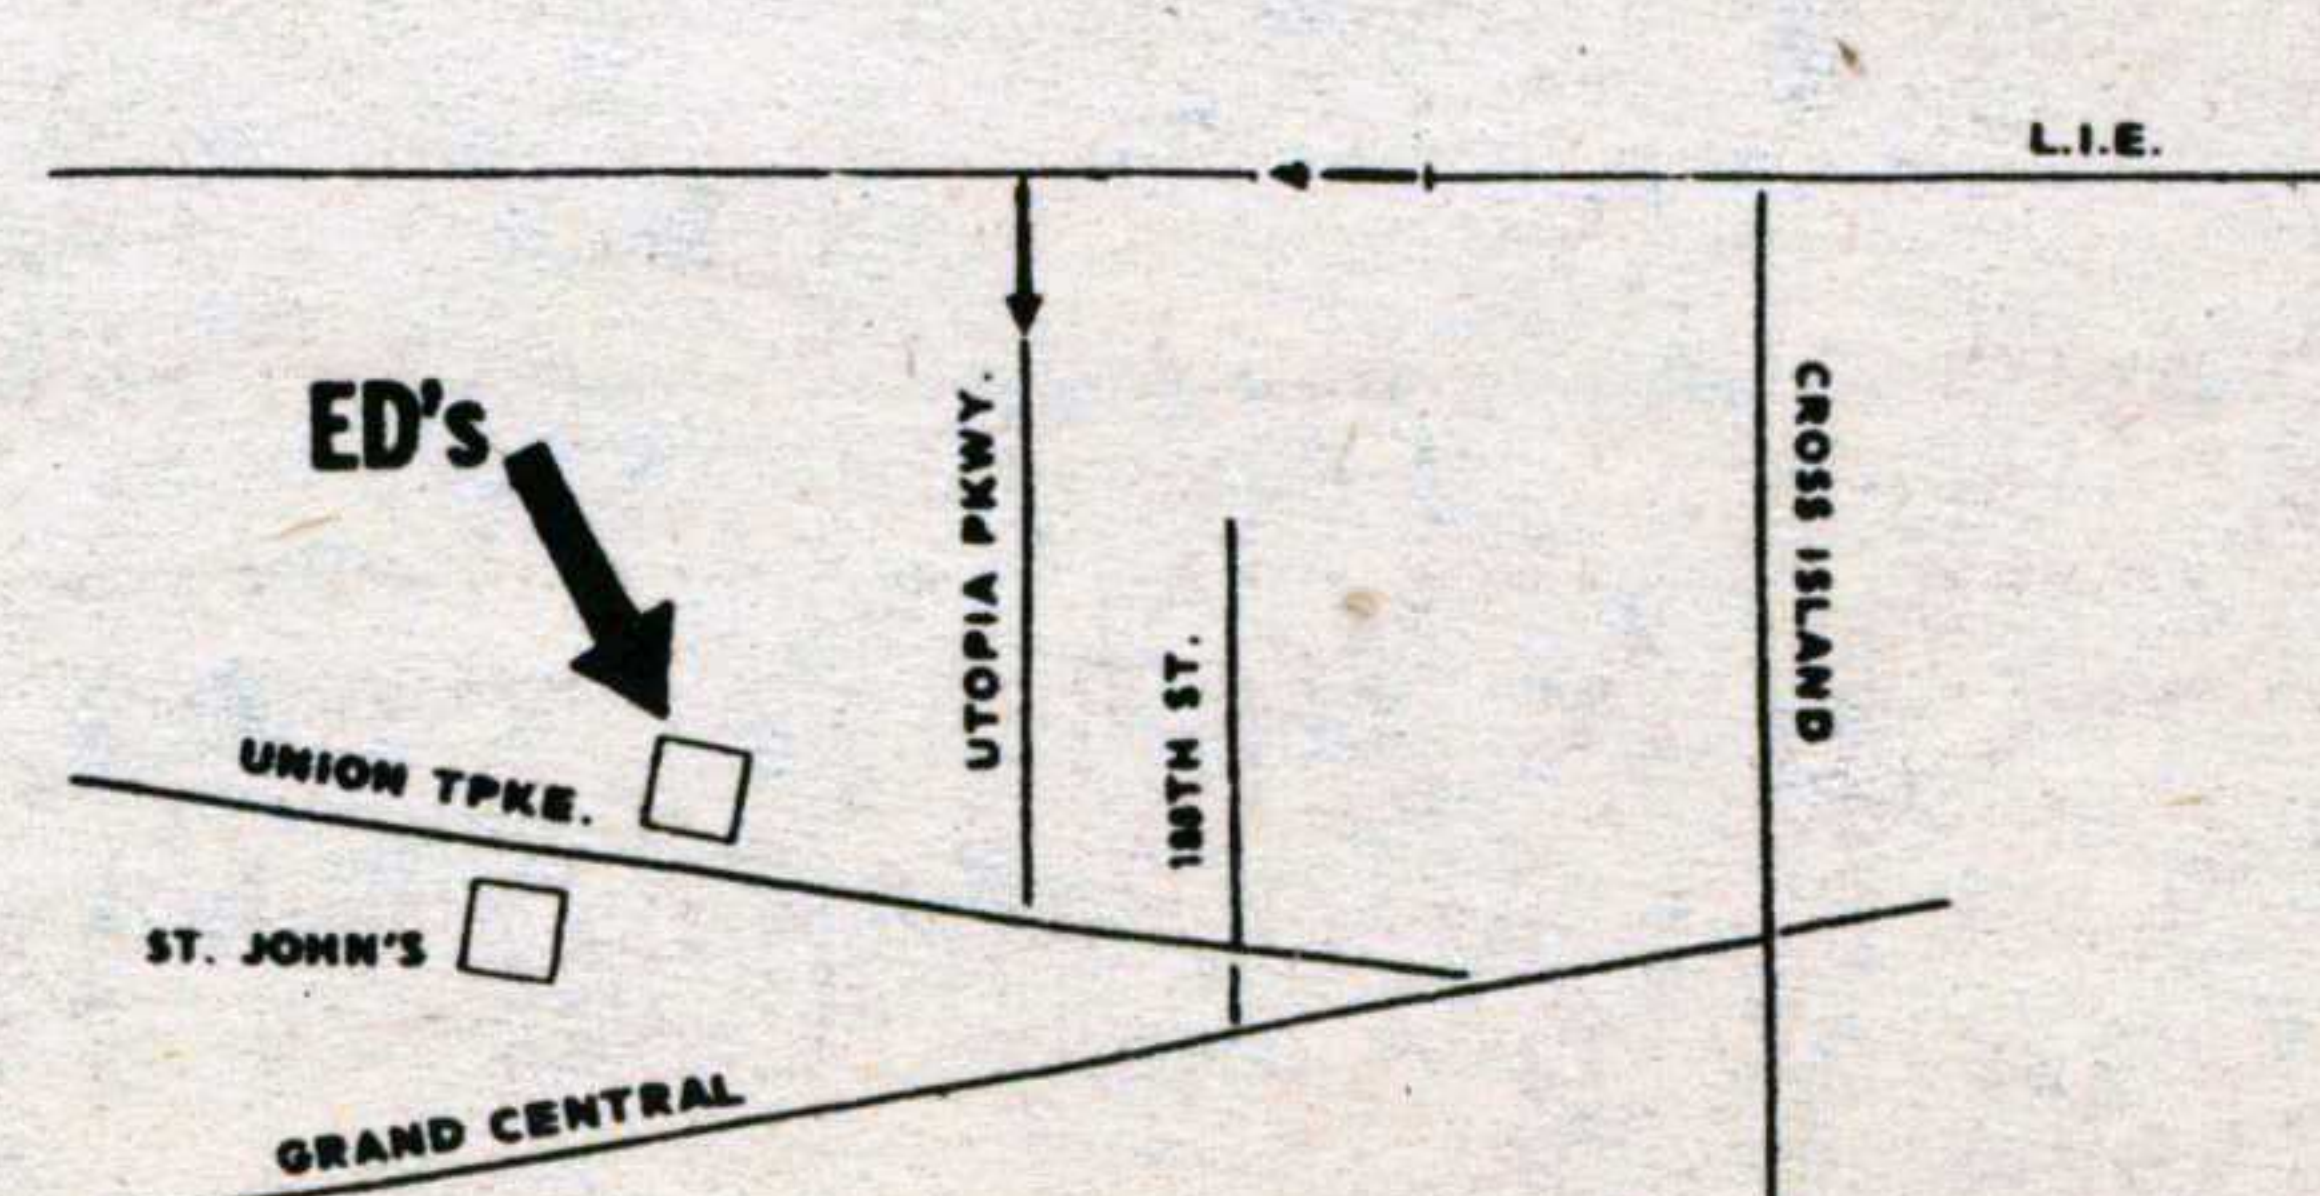 L.I.E.
ED's
UTOPIA PKWY.
CROSS ISLAND
188TH ST.
UNION TPKE.
ST. JOHN'S
GRAND CENTRAL